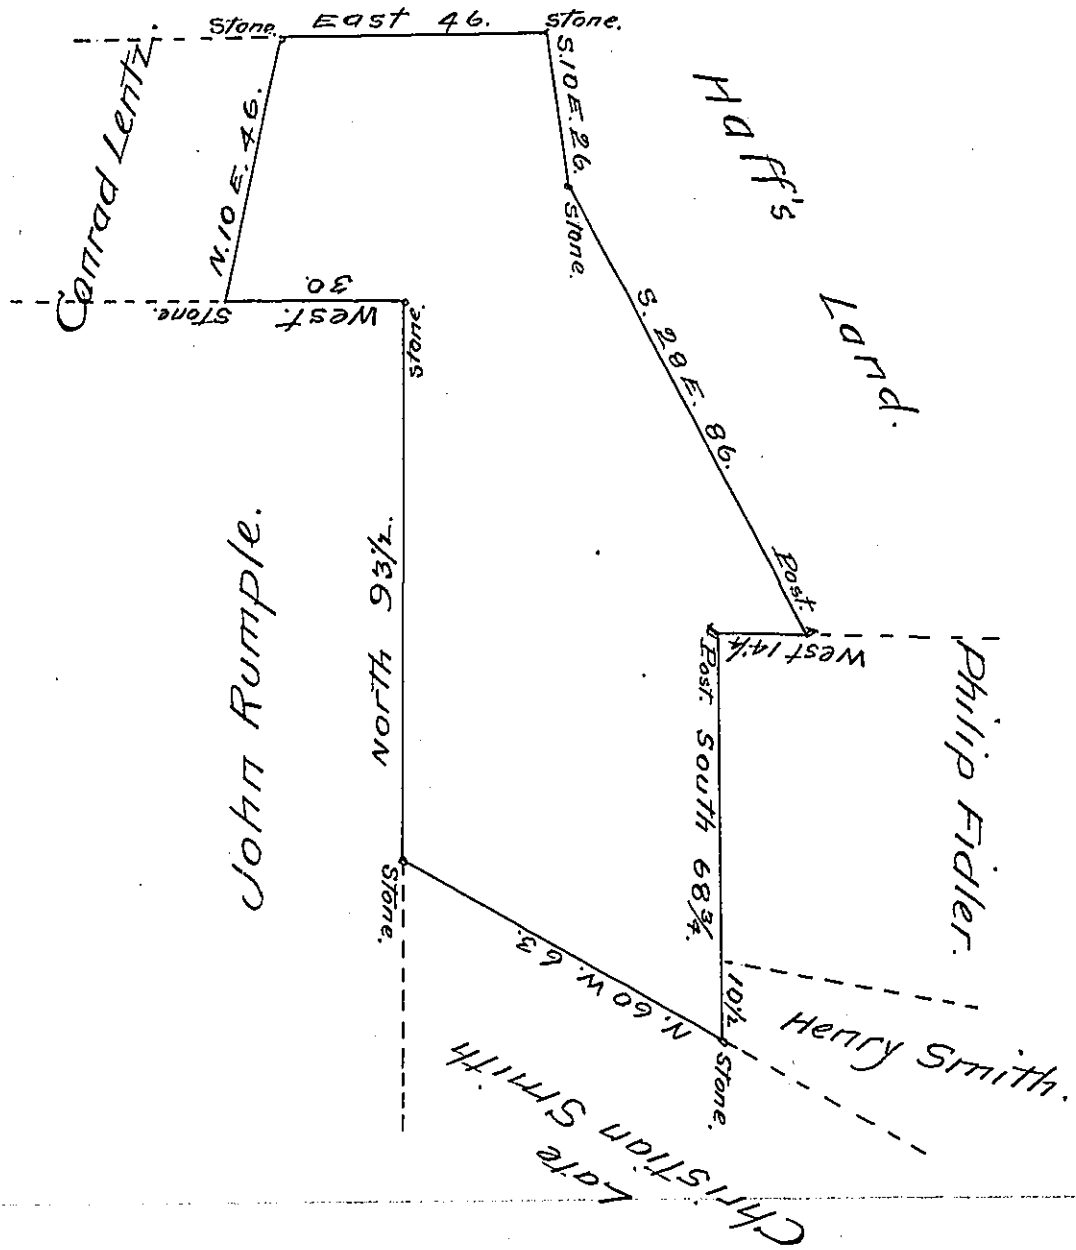 Stone. East 46. Stone.
S. 10 E. 26.
Stone.
Haff's
Land.
S. 28 E. 86.
Post.
West 14¼
Post.
South 68¾.
10½
Stone.
Philip Fidler.
Henry Smith.
N. 60 W. 63.
Late
Christian Smith
Stone.
North 93½.
Stone.
John Rumple.
West. 30.
Stone.
N. 10 E. 46.
Conrad Lentz.